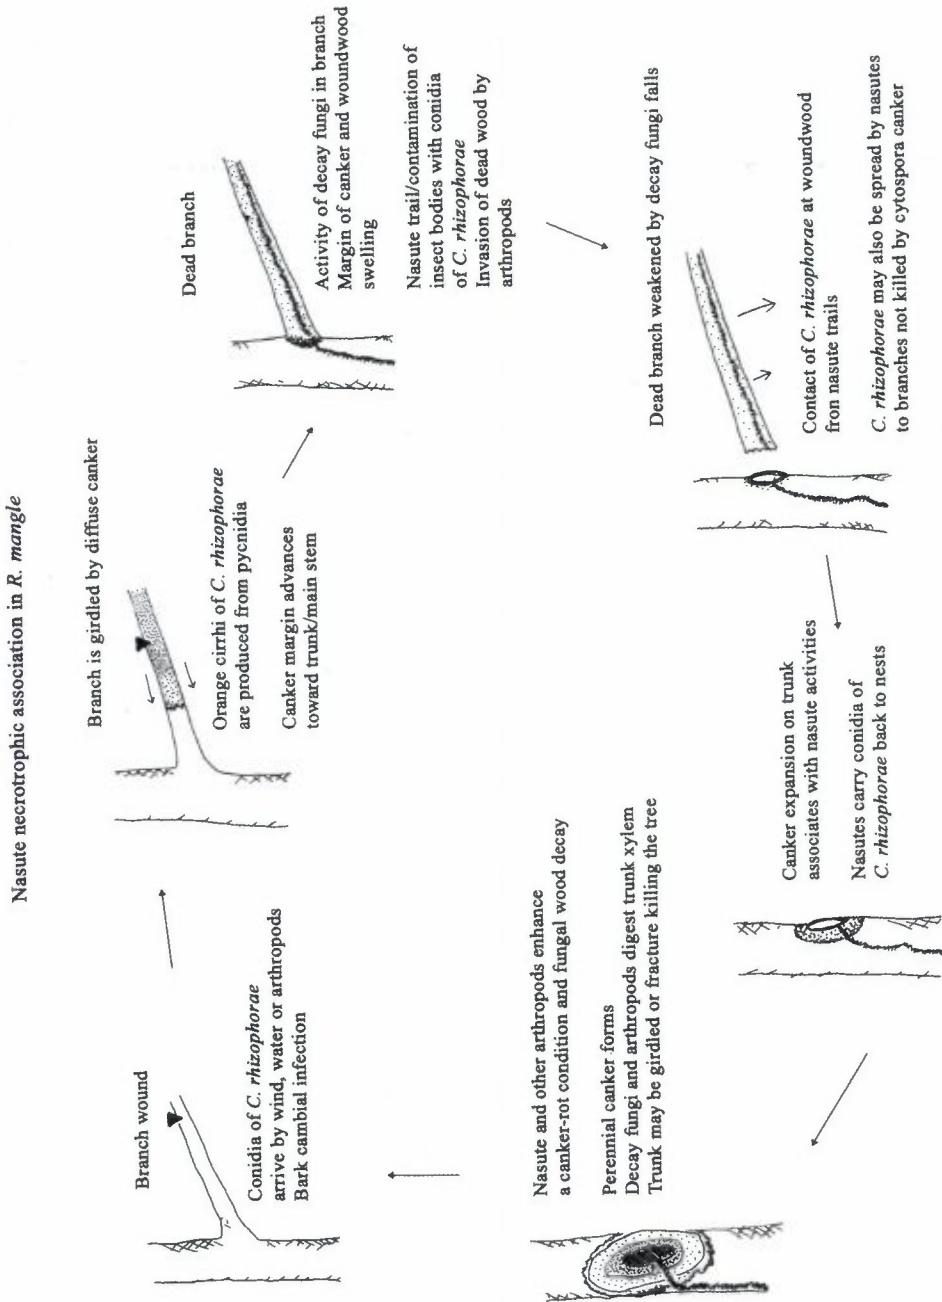 Nasute necrotrophic association in R. mangle
Branch wound
Conidia of C. rhizophorae
arrive by wind, water or arthropods
Bark cambial infection
Branch is girdled by diffuse canker
Orange cirrhi of C. rhizophorae
are produced from pycnidia
Canker margin advances
toward trunk/main stem
Dead branch
Activity of decay fungi in branch
Margin of canker and woundwood
swelling
Nasute trail/contamination of
insect bodies with conidia
of C. rhizophorae
Invasion of dead wood by
arthropods
Dead branch weakened by decay fungi falls
Contact of C. rhizophorae at woundwood
fron nasute trails
C. rhizophorae may also be spread by nasutes
to branches not killed by cytospora canker
Canker expansion on trunk
associates with nasute activities
Nasutes carry conidia of
C. rhizophorae back to nests
Nasute and other arthropods enhance
a canker-rot condition and fungal wood decay
Perennial canker forms
Decay fungi and arthropods digest trunk xylem
Trunk may be girdled or fracture killing the tree